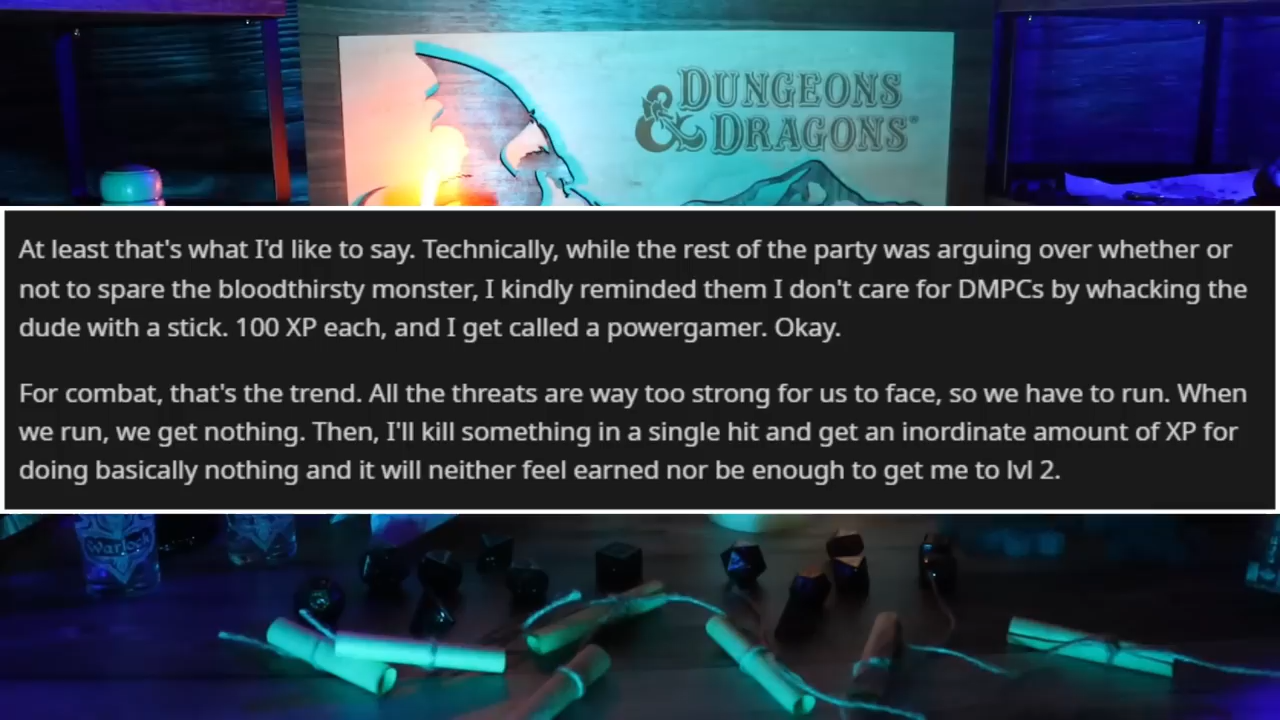 DUNGEONS
& DRAGONS®
At least that's what I'd like to say. Technically, while the rest of the party was arguing over whether or
not to spare the bloodthirsty monster, I kindly reminded them I don't care for DMPCs by whacking the
dude with a stick. 100 XP each, and I get called a powergamer. Okay.
For combat, that's the trend. All the threats are way too strong for us to face, so we have to run. When
we run, we get nothing. Then, I'll kill something in a single hit and get an inordinate amount of XP for
doing basically nothing and it will neither feel earned nor be enough to get me to lvl 2.
Warlock